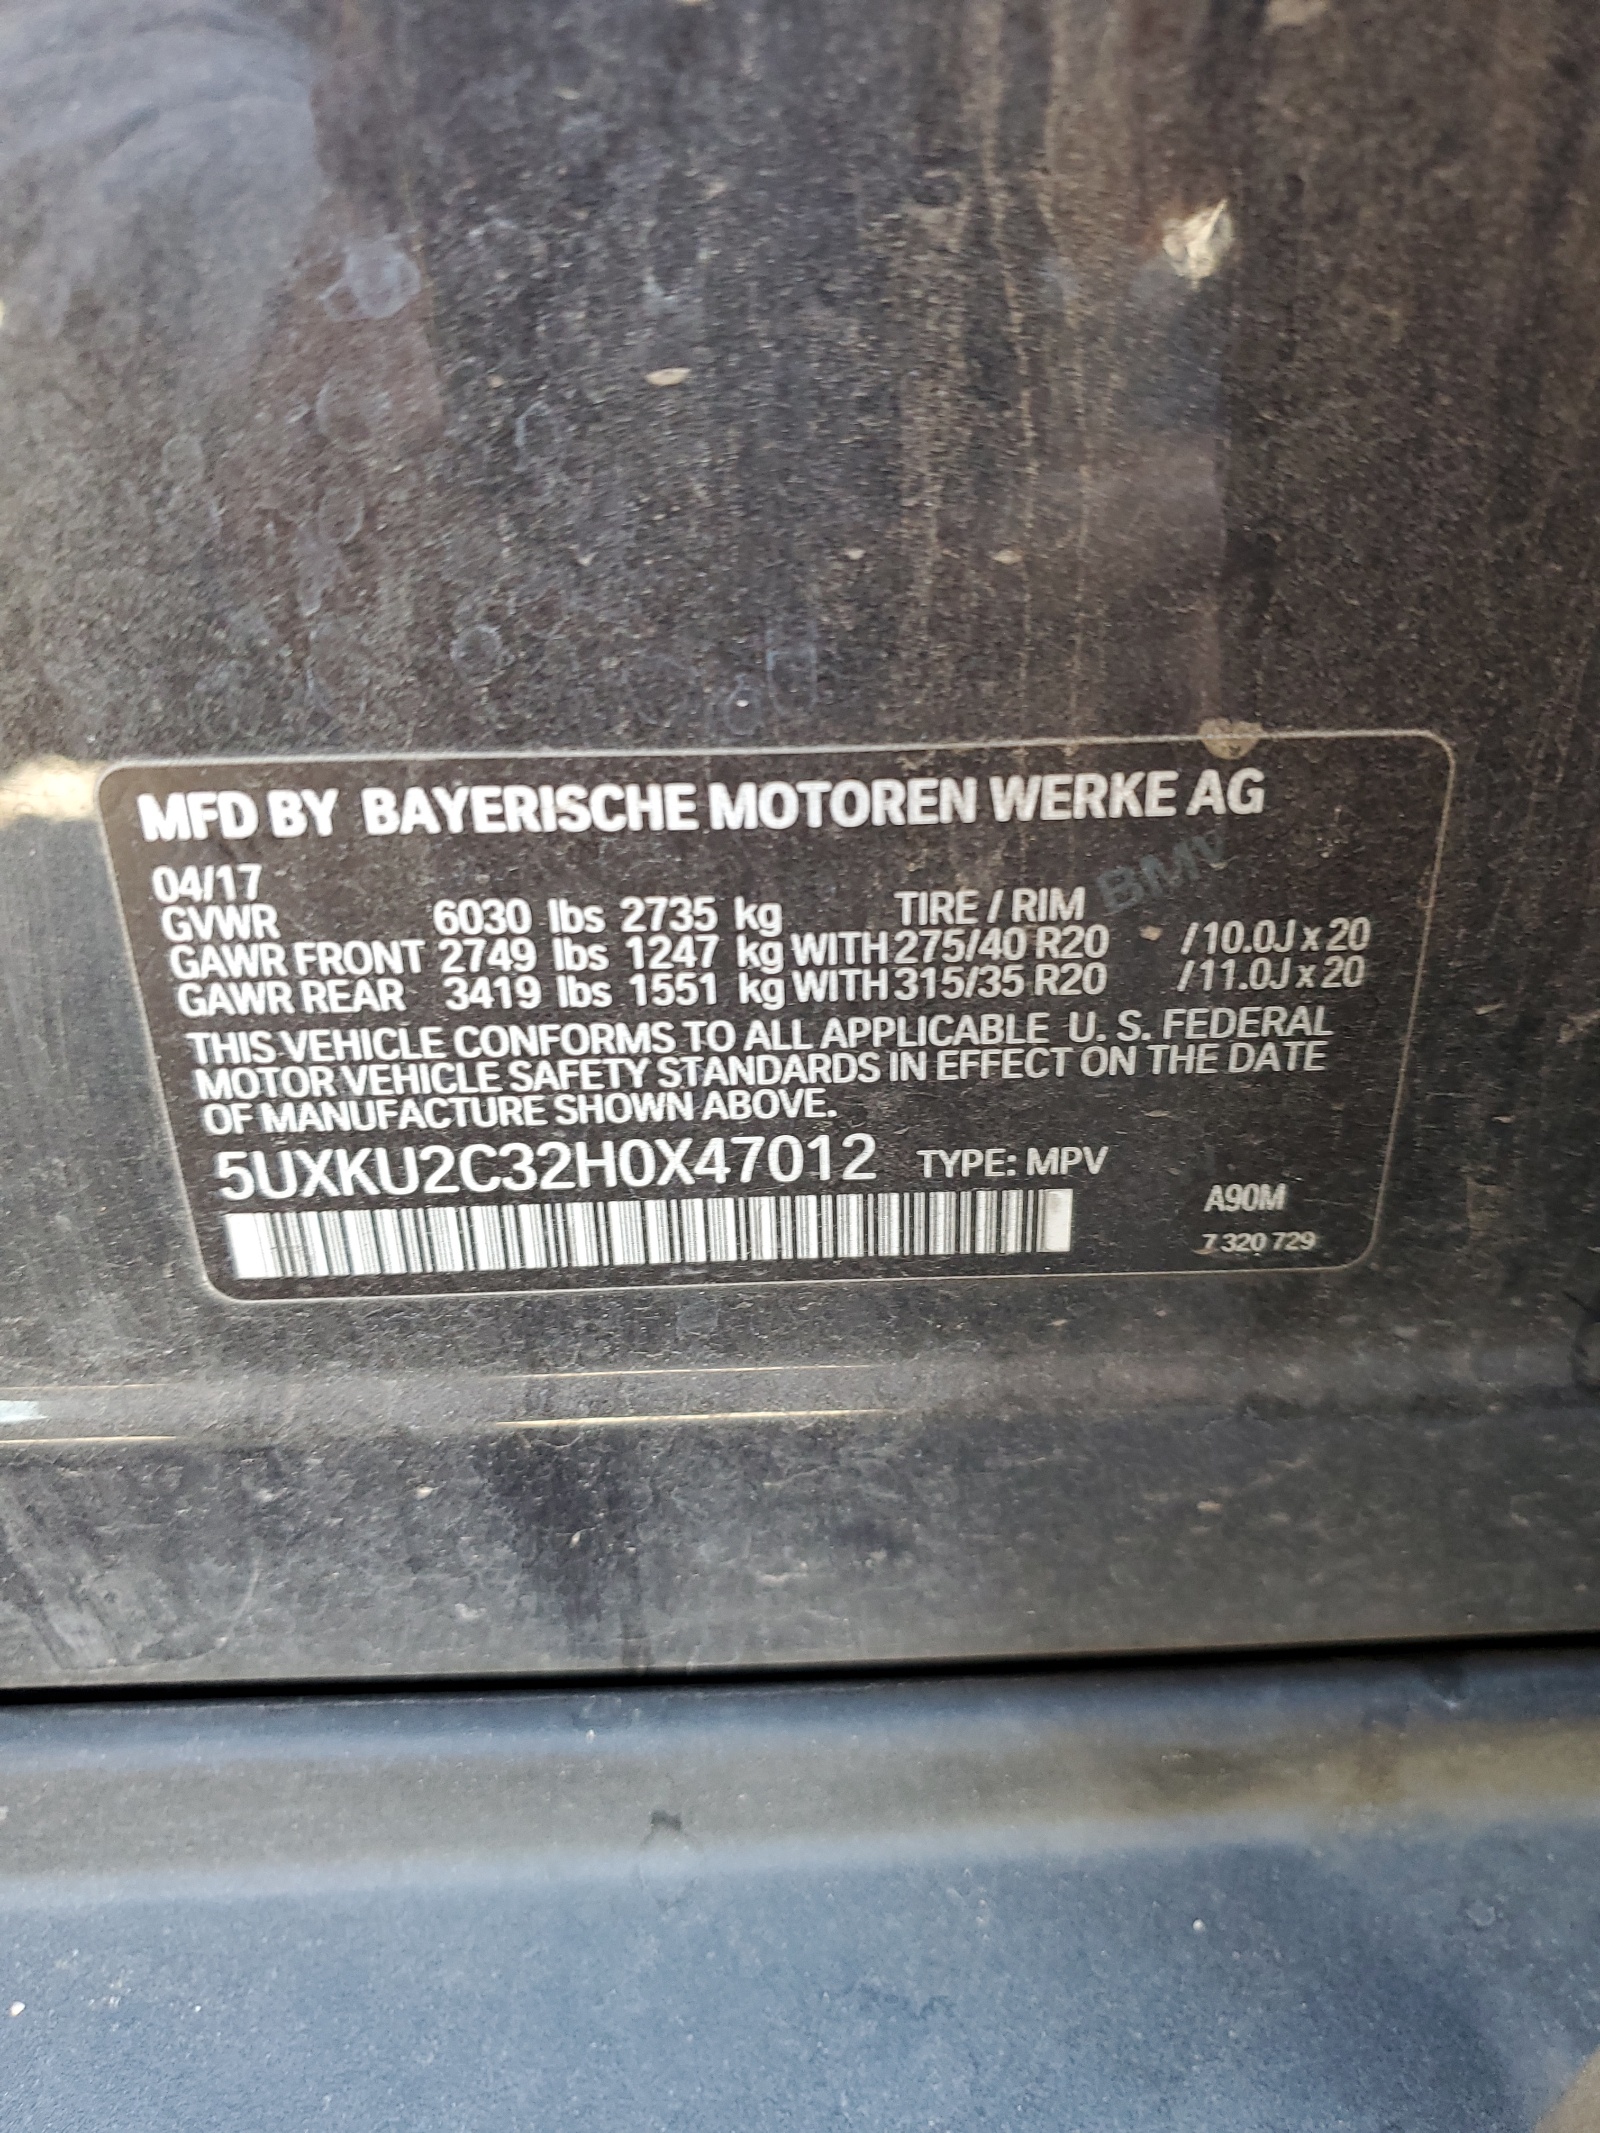 MFD BY BAYERISCHE MOTOREN WERKE AG
BMW
04/17
GVWR 6030 lbs 2735 kg TIRE / RIM
GAWR FRONT 2749 lbs 1247 kg WITH 275/40 R20 /10.0J x 20
GAWR REAR 3419 lbs 1551 kg WITH 315/35 R20 /11.0J x 20
THIS VEHICLE CONFORMS TO ALL APPLICABLE U. S. FEDERAL
MOTOR VEHICLE SAFETY STANDARDS IN EFFECT ON THE DATE
OF MANUFACTURE SHOWN ABOVE.
5UXKU2C32H0X47012 TYPE: MPV
A90M
7 320 729